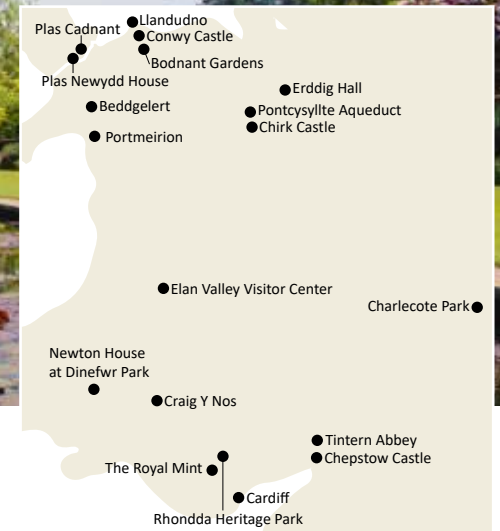 Llandudno
Plas Cadnant
Conwy Castle
Bodnant Gardens
Plas Newydd House
Erddig Hall
Beddgelert
Pontcysyllte Aqueduct
Chirk Castle
Portmeirion
Elan Valley Visitor Center
Charlecote Park
Newton House
at Dinefwr Park
Craig Y Nos
Tintern Abbey
Chepstow Castle
The Royal Mint
Cardiff
Rhondda Heritage Park